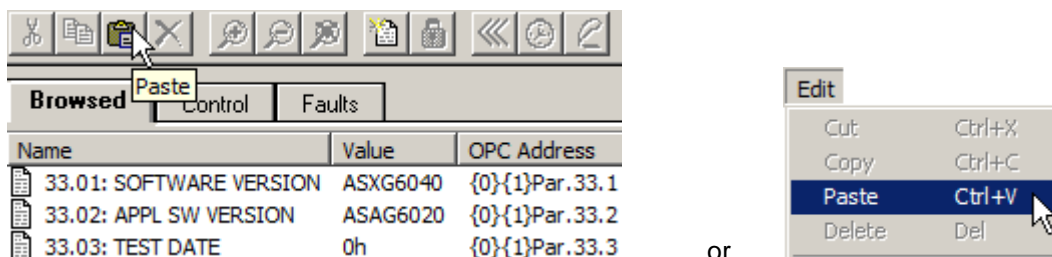 Paste
Browsed Control Faults
Name Value OPC Address
33.01: SOFTWARE VERSION ASXG6040 {0}{1}Par.33.1
33.02: APPL SW VERSION ASAG6020 {0}{1}Par.33.2
33.03: TEST DATE 0h {0}{1}Par.33.3
or
Edit
Cut Ctrl+X
Copy Ctrl+C
Paste Ctrl+V
Delete Del